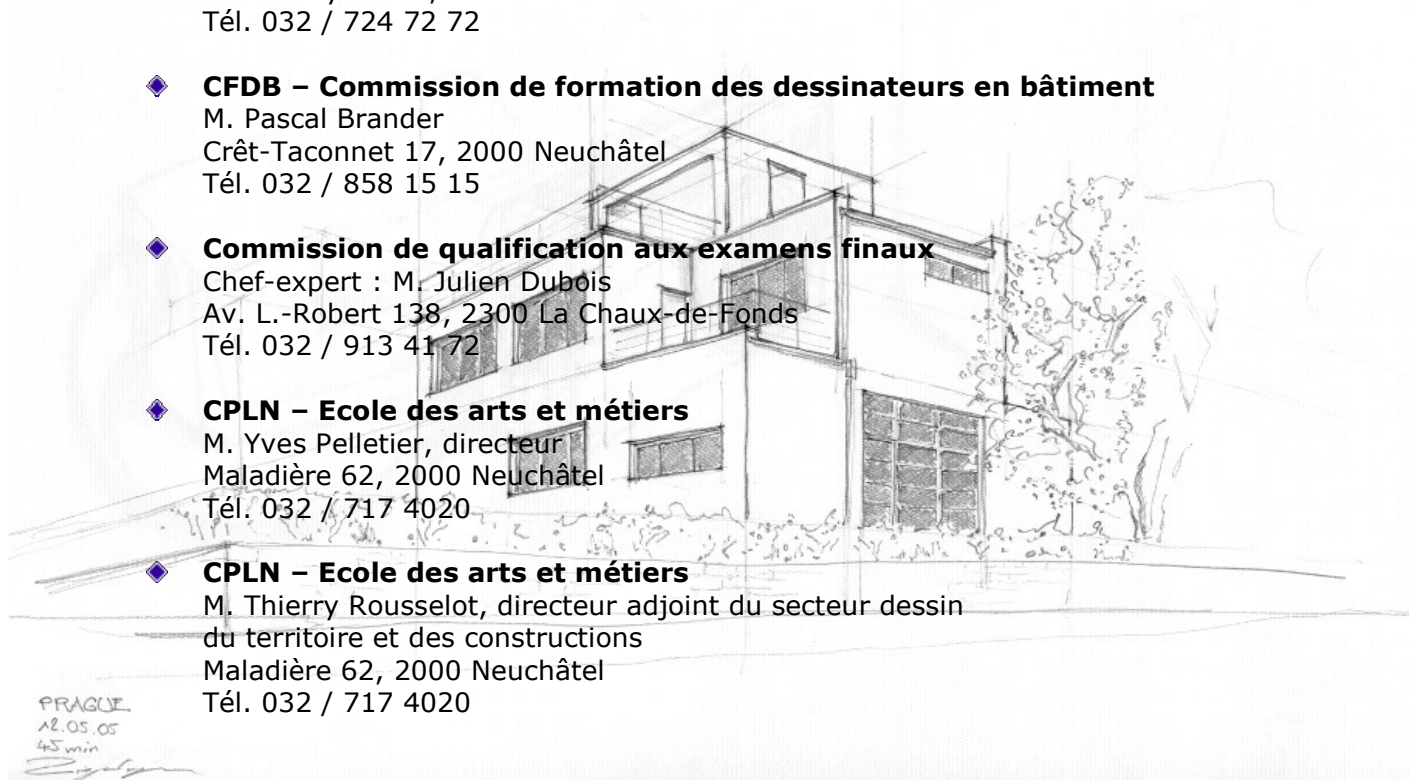 Tél. 032 / 724 72 72
CFDB – Commission de formation des dessinateurs en bâtiment
M. Pascal Brander
Crêt-Taconnet 17, 2000 Neuchâtel
Tél. 032 / 858 15 15
Commission de qualification aux examens finaux
Chef-expert : M. Julien Dubois
Av. L.-Robert 138, 2300 La Chaux-de-Fonds
Tél. 032 / 913 41 72
CPLN – Ecole des arts et métiers
M. Yves Pelletier, directeur
Maladière 62, 2000 Neuchâtel
Tél. 032 / 717 4020
CPLN – Ecole des arts et métiers
M. Thierry Rousselot, directeur adjoint du secteur dessin
du territoire et des constructions
Maladière 62, 2000 Neuchâtel
Tél. 032 / 717 4020
PRAGUE
12.05.05
45 min